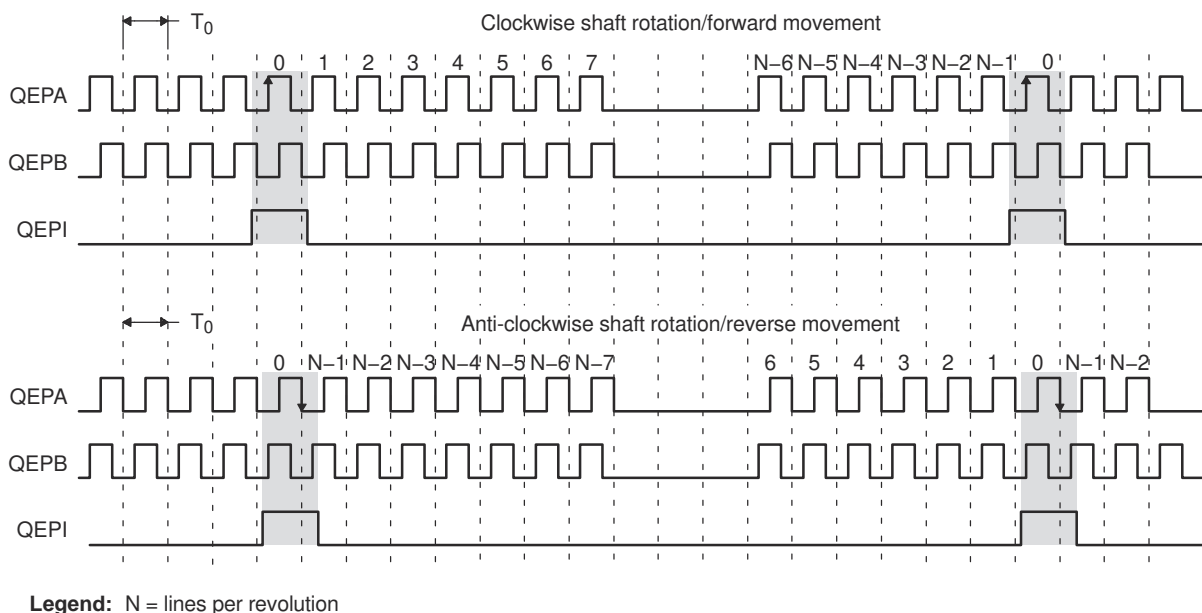 T0
Clockwise shaft rotation/forward movement
0 1 2 3 4 5 6 7 N−6 N−5 N−4 N−3 N−2 N−1 0
QEPA
QEPB
QEPI
T0
Anti-clockwise shaft rotation/reverse movement
0 N−1 N−2 N−3 N−4 N−5 N−6 N−7 6 5 4 3 2 1 0 N−1 N−2
QEPA
QEPB
QEPI
Legend: N = lines per revolution